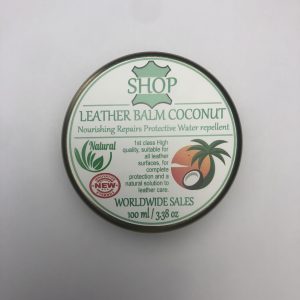 SHOP
LEATHER BALM COCONUT
Nourishing Repairs Protective Water repellent
Natural
1st class High
quality, suitable for
all leather
surfaces, for
complete
protection and a
natural solution to
leather care.
NEW
WORLDWIDE SALES
100 ml / 3.38 oz